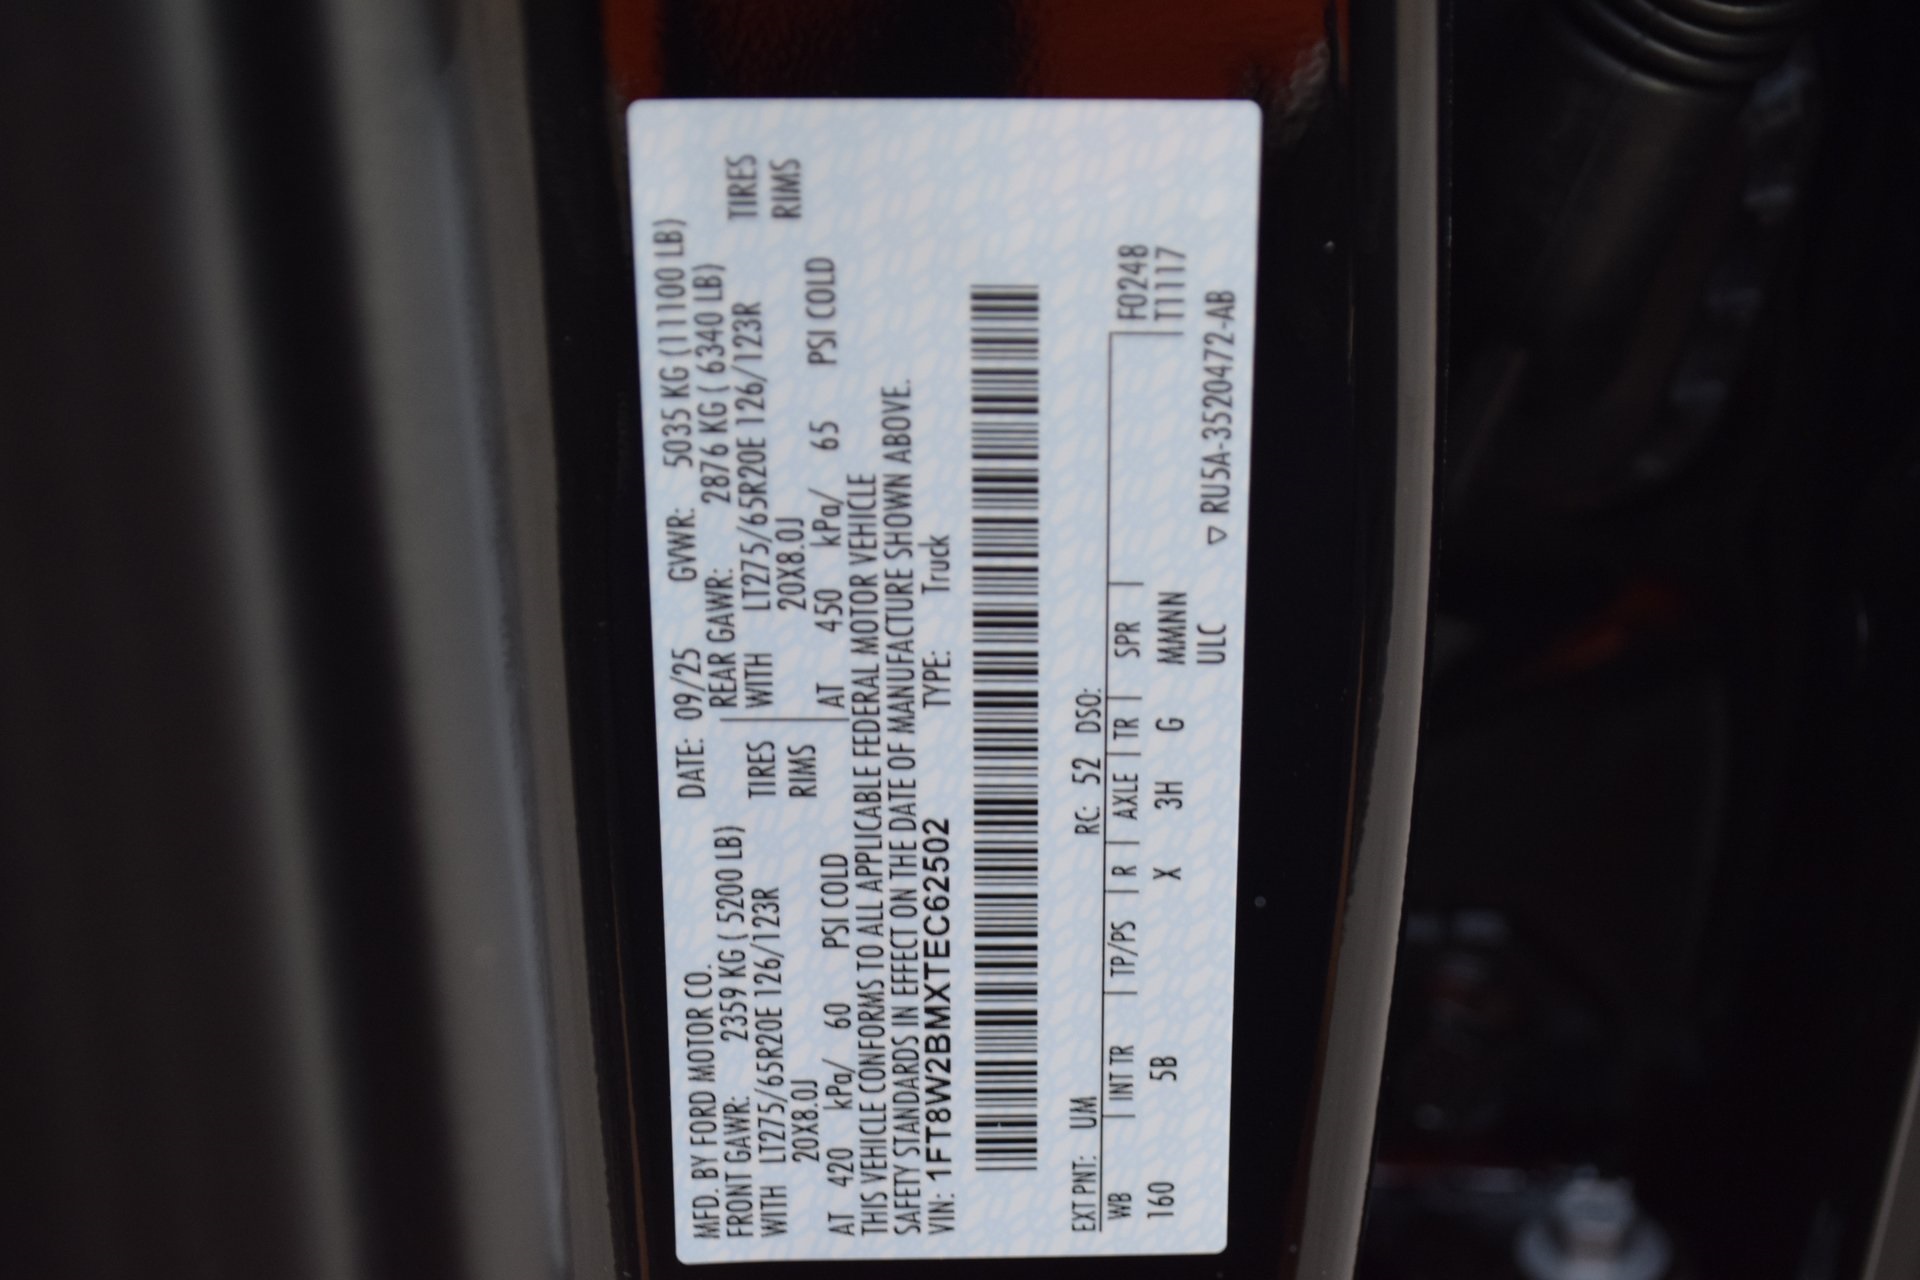 MFD. BY FORD MOTOR CO. DATE: 09/25 GVWR: 5035 KG (11100 LB)
FRONT GAWR: 2359 KG ( 5200 LB) REAR GAWR: 2876 KG ( 6340 LB)
WITH LT275/65R20E 126/123R TIRES WITH LT275/65R20E 126/123R TIRES
20X8.0J RIMS 20X8.0J RIMS
AT 420 kPa/ 60 PSI COLD AT 450 kPa/ 65 PSI COLD
THIS VEHICLE CONFORMS TO ALL APPLICABLE FEDERAL MOTOR VEHICLE
SAFETY STANDARDS IN EFFECT ON THE DATE OF MANUFACTURE SHOWN ABOVE.
VIN: 1FT8W2BMXTEC62502 TYPE: Truck
EXT PNT: UM RC: 52 DSO:
WB | INT TR | TP/PS | R | AXLE | TR | SPR | F0248
160 5B X 3H G MMNN T1117
ULC ▽ RU5A-3520472-AB